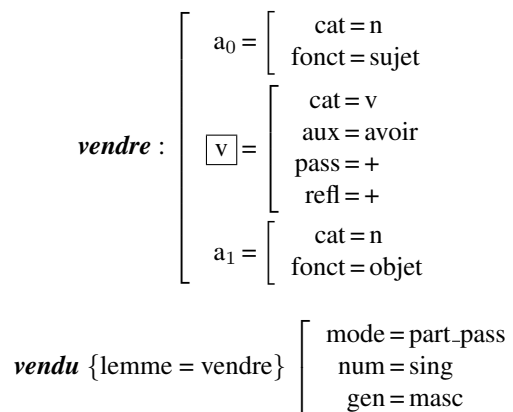 a0 = [ cat = n
fonct = sujet
vendre : [ v = [ cat = v
aux = avoir
pass = +
refl = +
a1 = [ cat = n
fonct = objet
vendu {lemme = vendre} [ mode = part_pass
num = sing
gen = masc